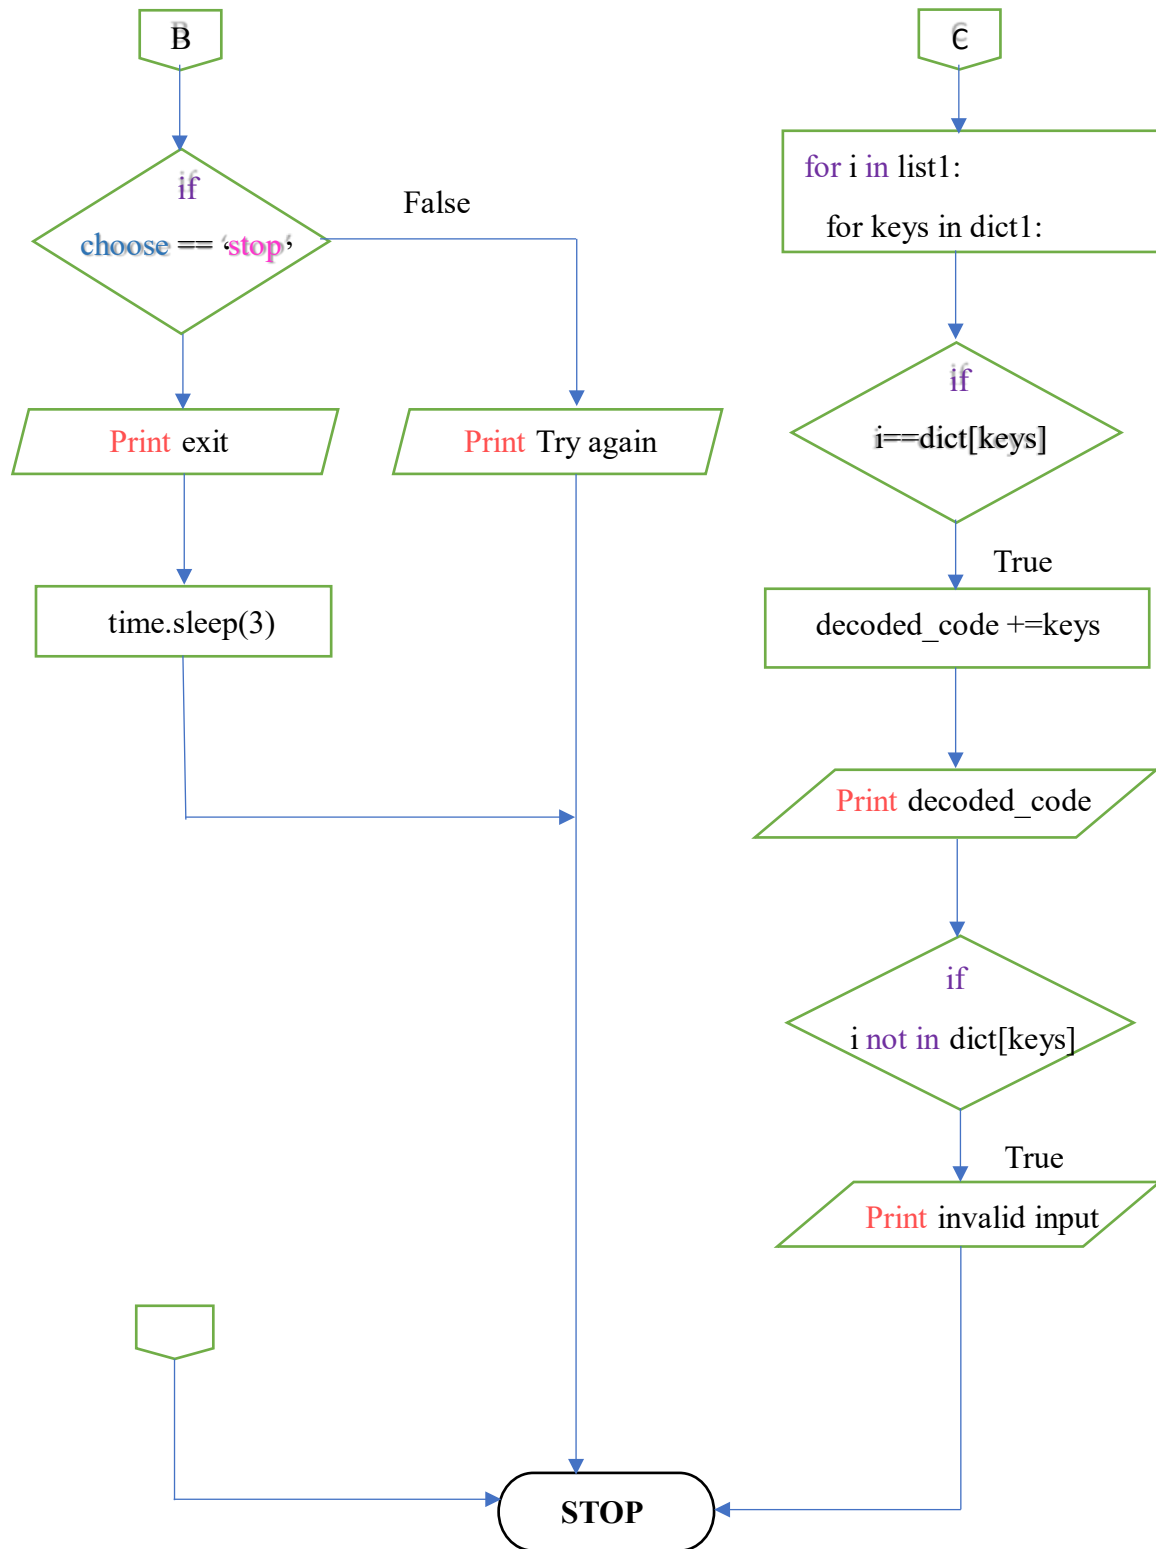 B
if
choose == ‘stop‘
False
Print exit
Print Try again
time.sleep(3)
C
for i in list1:
for keys in dict1:
if
i==dict[keys]
True
decoded_code +=keys
Print decoded_code
if
i not in dict[keys]
True
Print invalid input
STOP